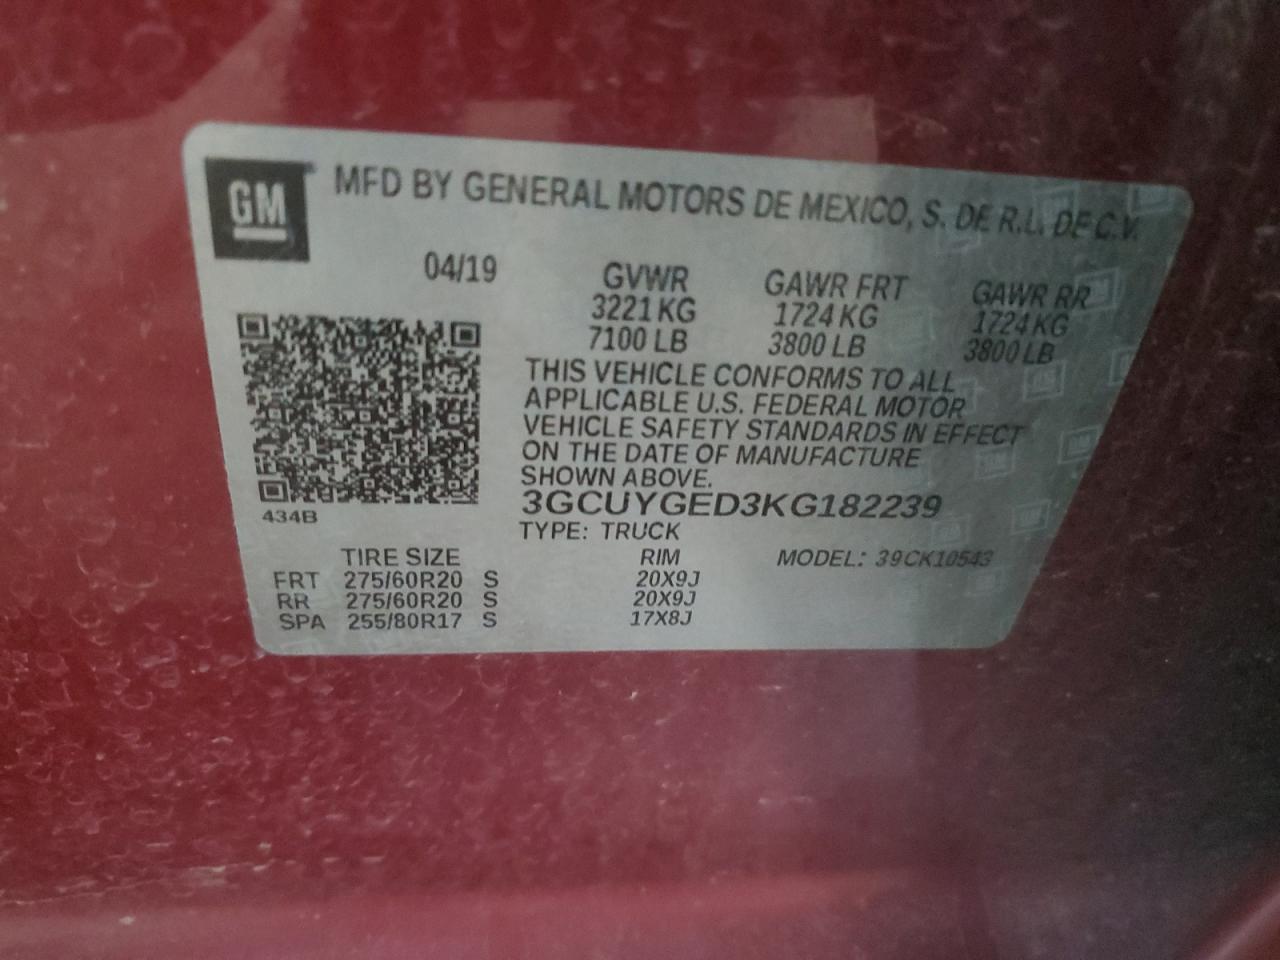 GM
MFD BY GENERAL MOTORS DE MEXICO, S. DE R.L. DE C.V.
04/19 GVWR GAWR FRT GAWR RR
3221 KG 1724 KG 1724 KG
7100 LB 3800 LB 3800 LB
THIS VEHICLE CONFORMS TO ALL
APPLICABLE U.S. FEDERAL MOTOR
VEHICLE SAFETY STANDARDS IN EFFECT
ON THE DATE OF MANUFACTURE
SHOWN ABOVE.
3GCUYGED3KG182239
434B
TYPE: TRUCK
TIRE SIZE RIM MODEL: 39CK10543
FRT 275/60R20 S 20X9J
RR 275/60R20 S 20X9J
SPA 255/80R17 S 17X8J